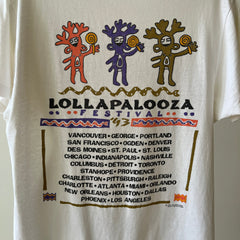 LOLLAPALOOZA
FESTIVAL
'93
VANCOUVER•GEORGE•PORTLAND
SAN FRANCISCO•OGDEN•DENVER
DES MOINES•ST. PAUL•ST. LOUIS
CHICAGO•INDIANAPOLIS•NASHVILLE
COLUMBUS•DETROIT•TORONTO
STANHOPE•PROVIDENCE
CHARLESTON•PITTSBURGH•RALEIGH
CHARLOTTE•ATLANTA•MIAMI•ORLANDO
NEW ORLEANS•HOUSTON•DALLAS
PHOENIX•LOS ANGELES